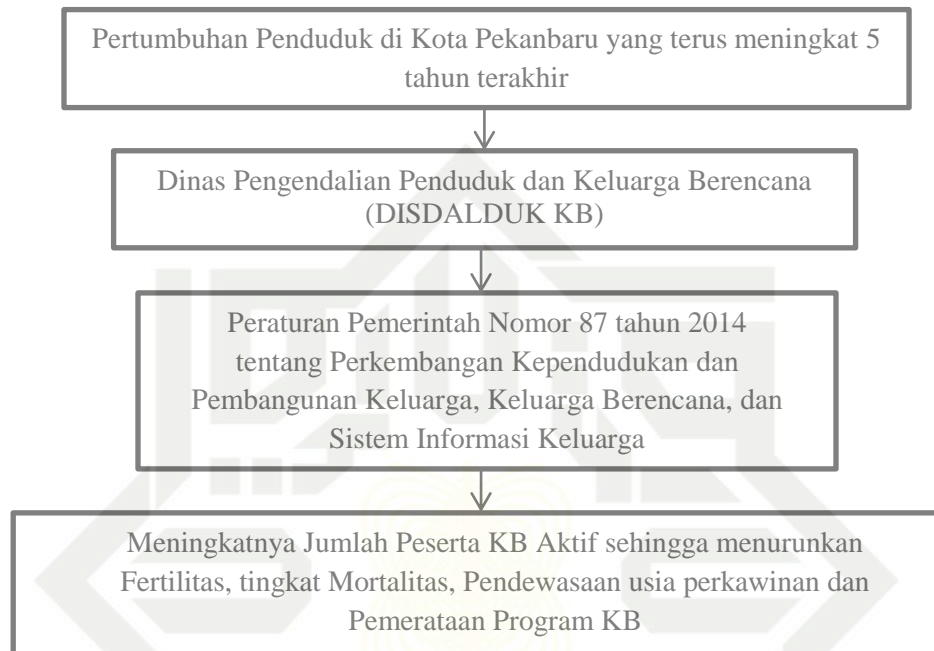 Pertumbuhan Penduduk di Kota Pekanbaru yang terus meningkat 5
tahun terakhir
Dinas Pengendalian Penduduk dan Keluarga Berencana
(DISDALDUK KB)
Peraturan Pemerintah Nomor 87 tahun 2014
tentang Perkembangan Kependudukan dan
Pembangunan Keluarga, Keluarga Berencana, dan
Sistem Informasi Keluarga
Meningkatnya Jumlah Peserta KB Aktif sehingga menurunkan
Fertilitas, tingkat Mortalitas, Pendewasaan usia perkawinan dan
Pemerataan Program KB